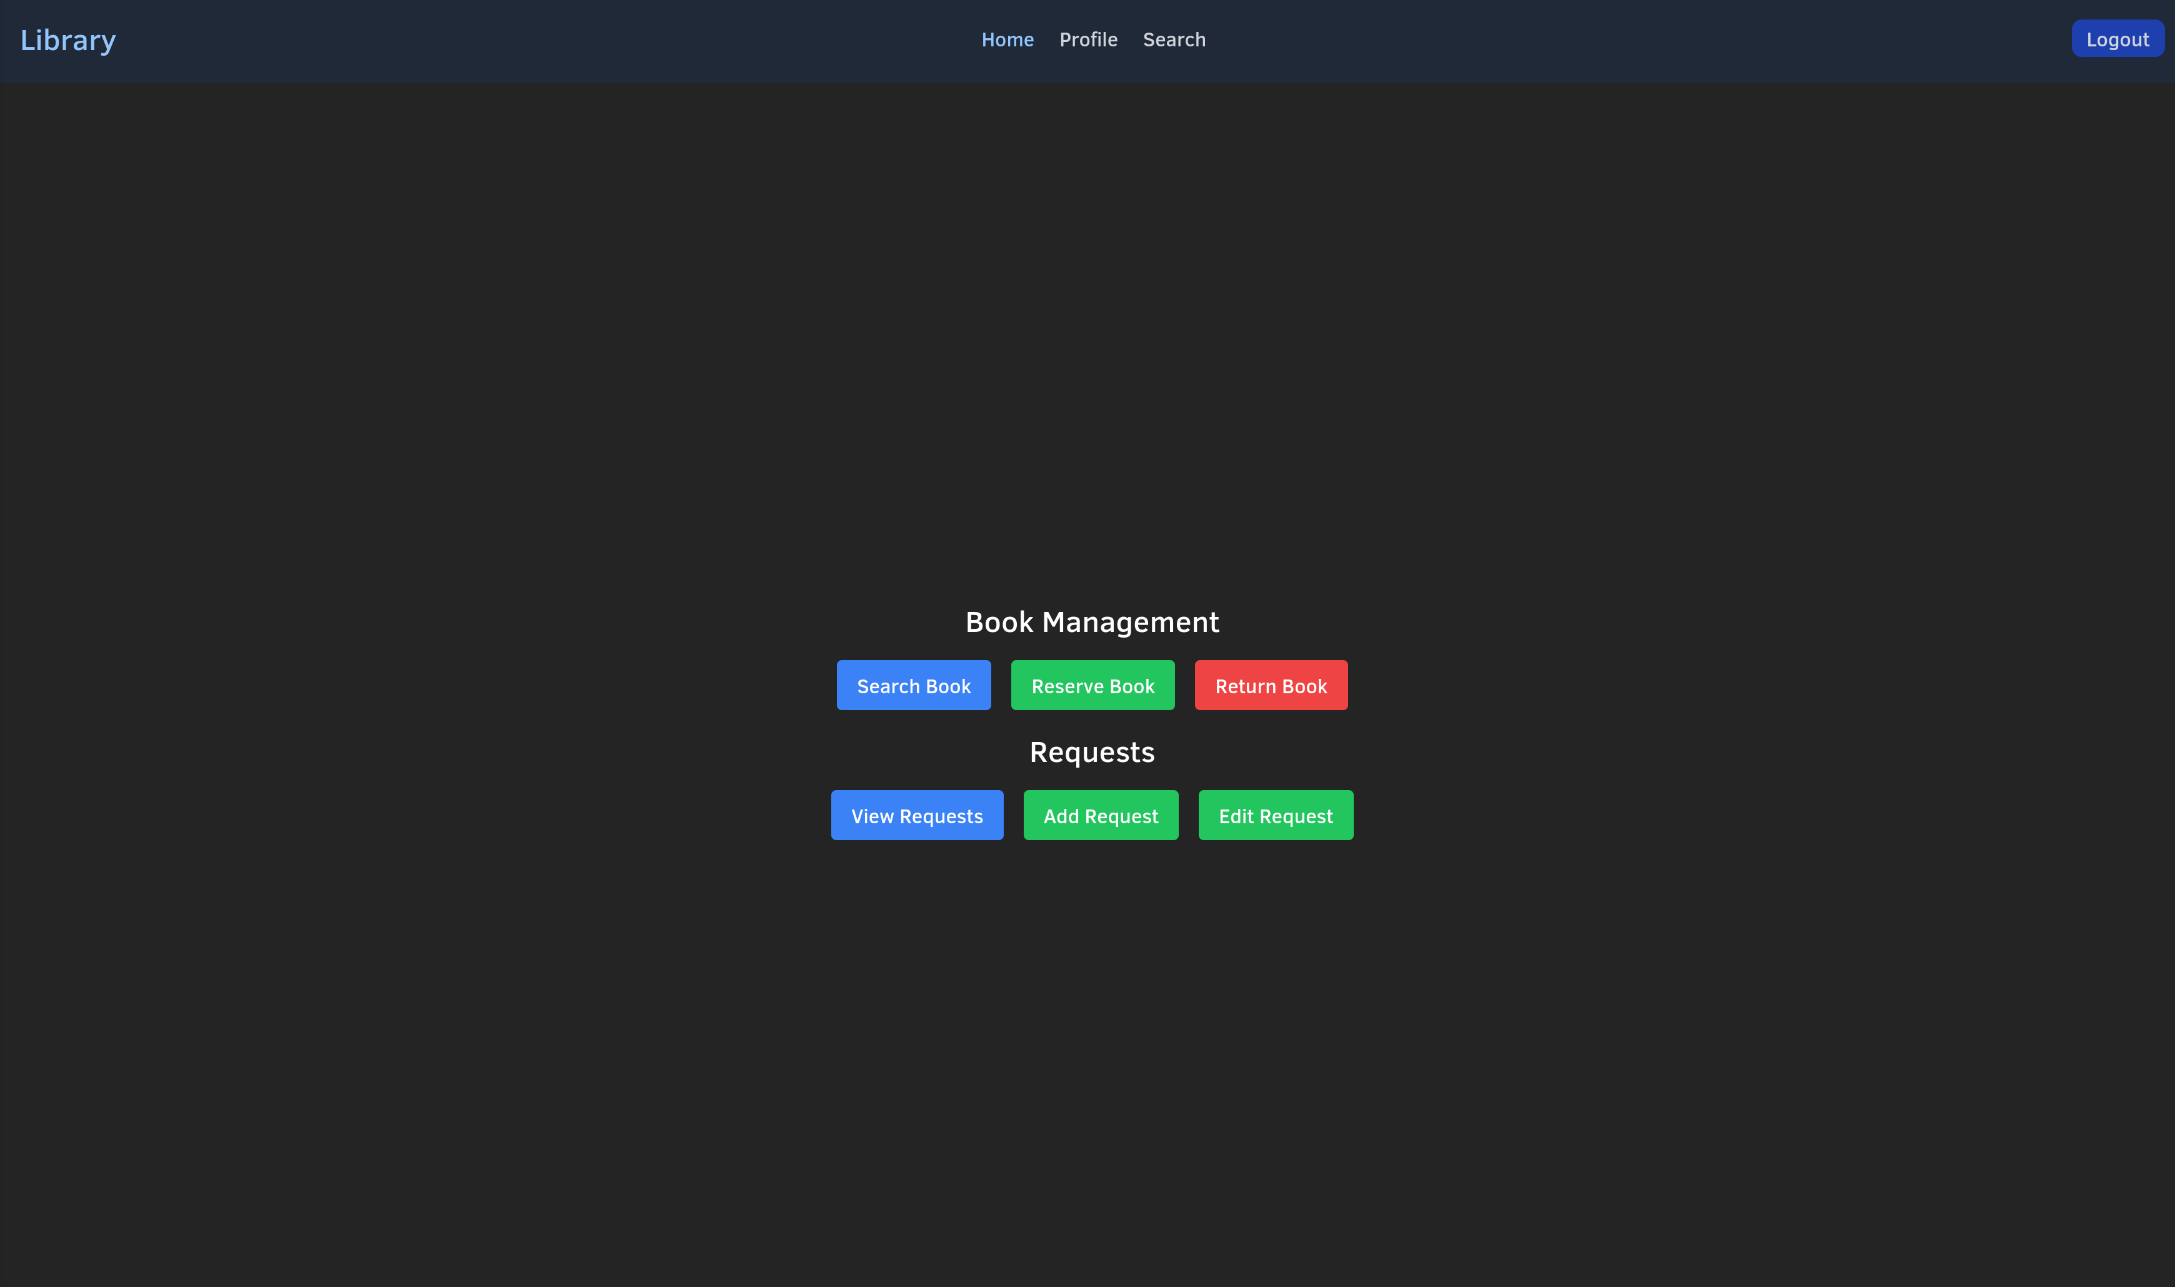 Library
Home Profile Search
Logout
Book Management
Search Book Reserve Book Return Book
Requests
View Requests Add Request Edit Request